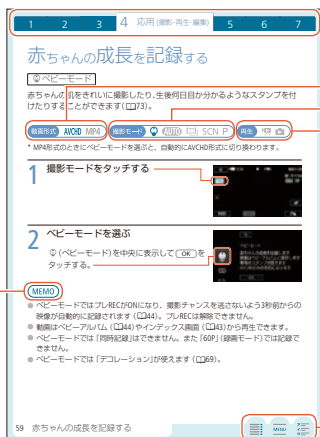 1 2 3 4 応用(撮影・再生・編集) 5 6 7
赤ちゃんの成長を記録する
ベビーモード
赤ちゃんの肌をきれいに撮影したり、生後何日目か分かるようなスタンプを付
けたりすることができます(73)。
動画形式 AVCHD MP4 撮影モード AUTO SCN P 再生
* MP4形式のときにベビーモードを選ぶと、自動的にAVCHD形式に切り換わります。
1 撮影モードをタッチする
2 ベビーモードを選ぶ
(ベビーモード)を中央に表示して OK を
タッチする。
MEMO
● ベビーモードではプレRECがONになり、撮影チャンスを逃さないよう3秒前からの
映像が自動的に記録されます(44)。プレRECは解除できません。
● 動画はベビーアルバム(44)やインデックス画面(43)から再生できます。
● ベビーモードでは「同時記録」はできません。また「60P」(録画モード)では記録で
きません。
● ベビーモードでは「デコレーション」が使えます(69)。
59 赤ちゃんの成長を記録する
MENU